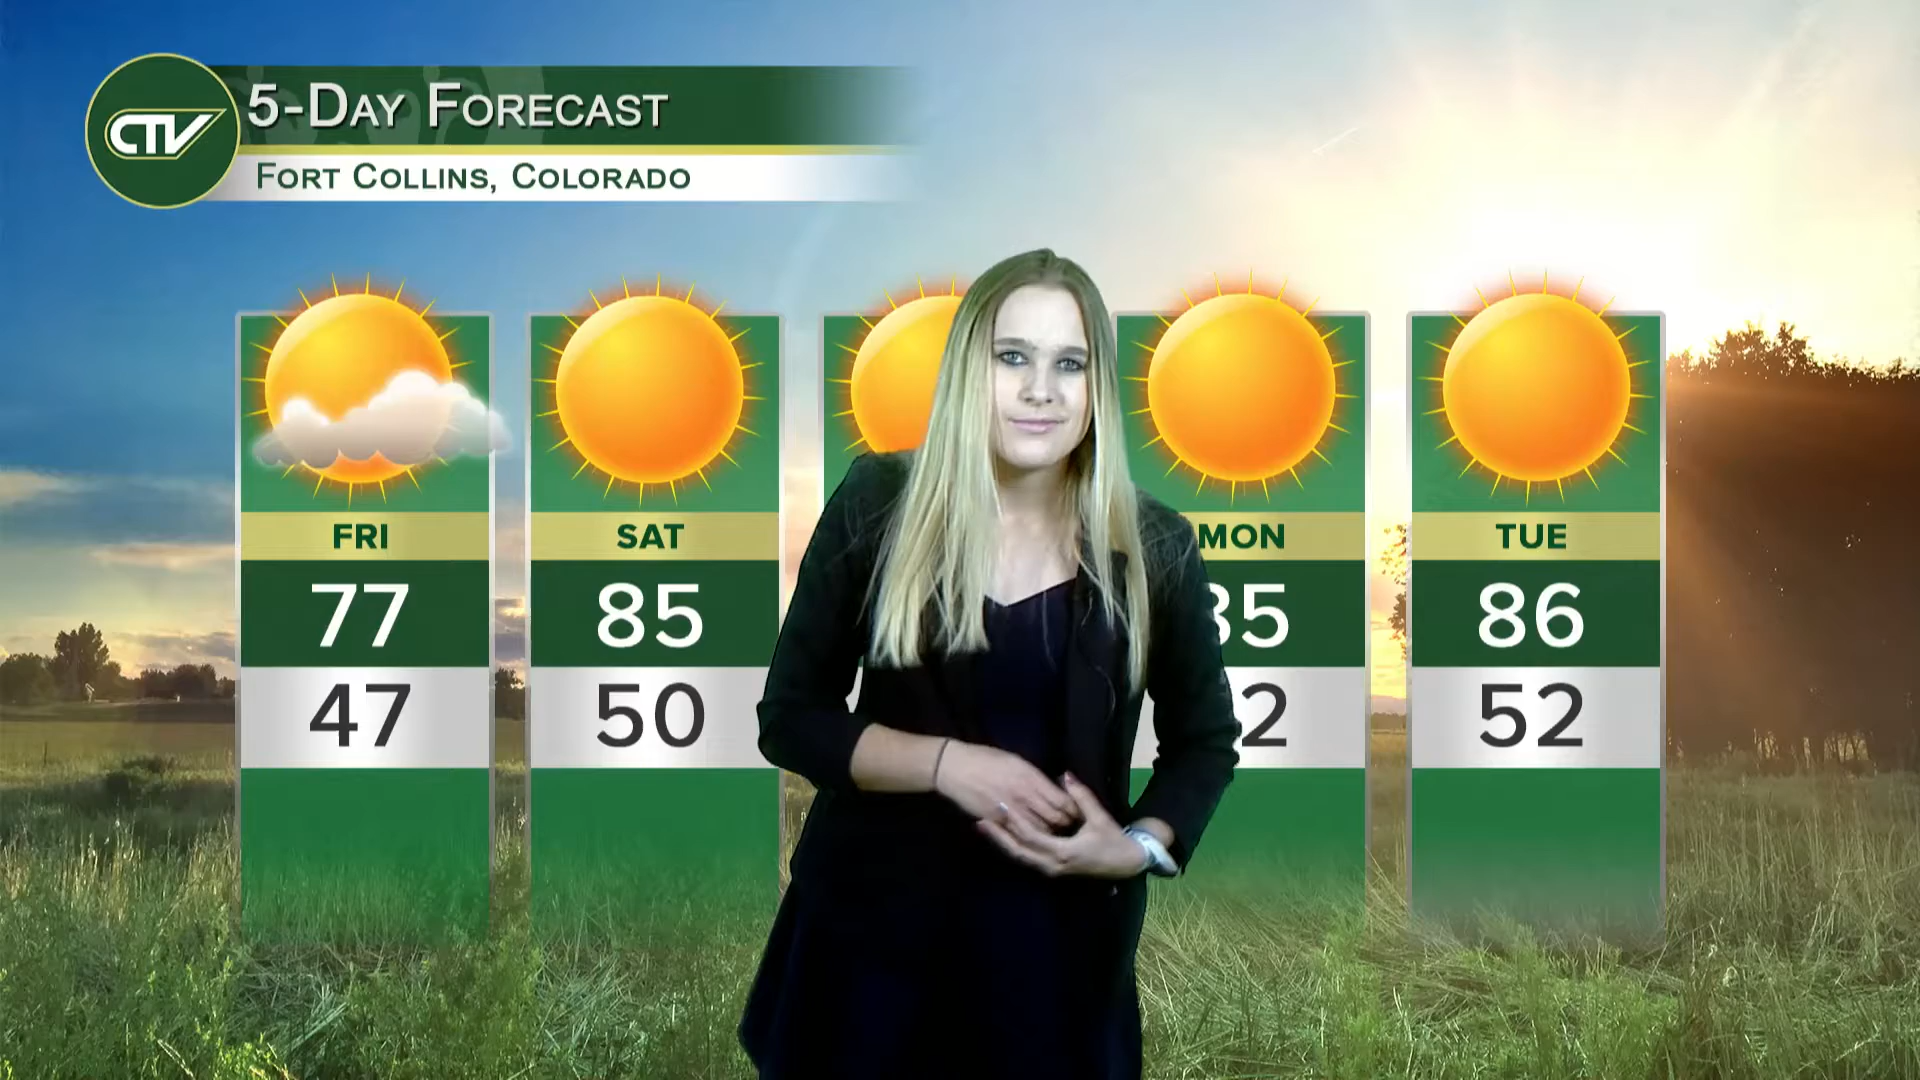 CTV
5-DAY FORECAST
FORT COLLINS, COLORADO
FRI
SAT
MON
TUE
77
85
86
47
50
52